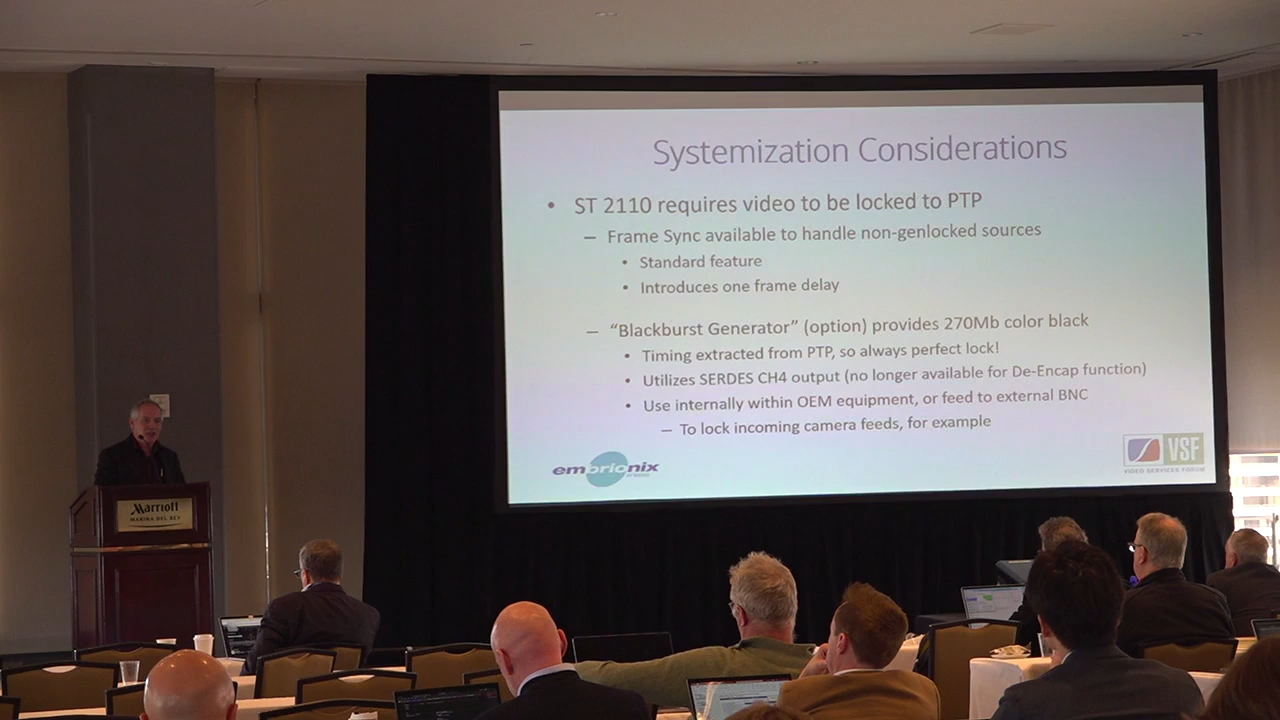 Systemization Considerations
• ST 2110 requires video to be locked to PTP
– Frame Sync available to handle non-genlocked sources
• Standard feature
• Introduces one frame delay
– “Blackburst Generator” (option) provides 270Mb color black
• Timing extracted from PTP, so always perfect lock!
• Utilizes SERDES CH4 output (no longer available for De-Encap function)
• Use internally within OEM equipment, or feed to external BNC
– To lock incoming camera feeds, for example
embrionix
VSF
VIDEO SERVICES FORUM
Marriott
MARINA DEL REY